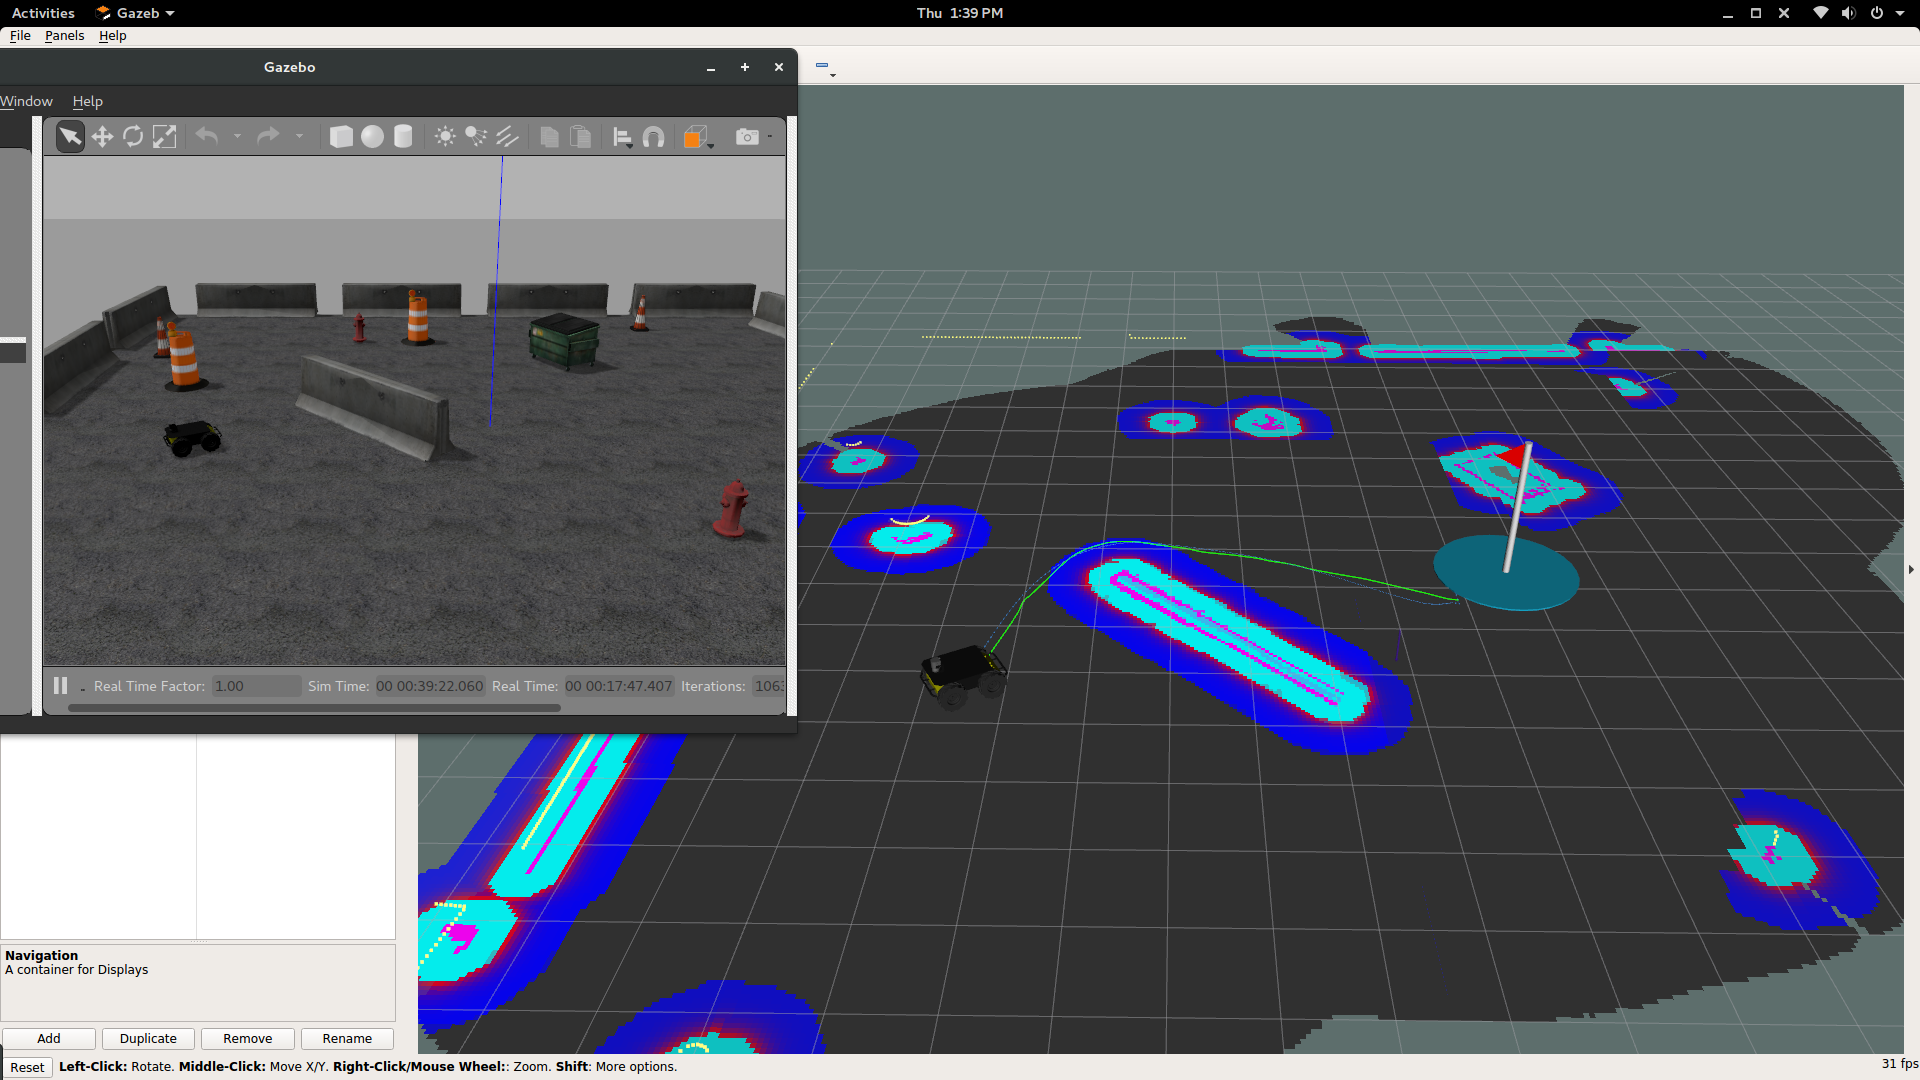 Activities Gazeb Thu 1:39 PM
File Panels Help
Gazebo
Window Help
Real Time Factor: 1.00 Sim Time: 00 00:39:22.060 Real Time: 00 00:17:47.407 Iterations: 1063
Navigation
A container for Displays
Add Duplicate Remove Rename
Reset Left-Click: Rotate. Middle-Click: Move X/Y. Right-Click/Mouse Wheel:: Zoom. Shift: More options. 31 fps